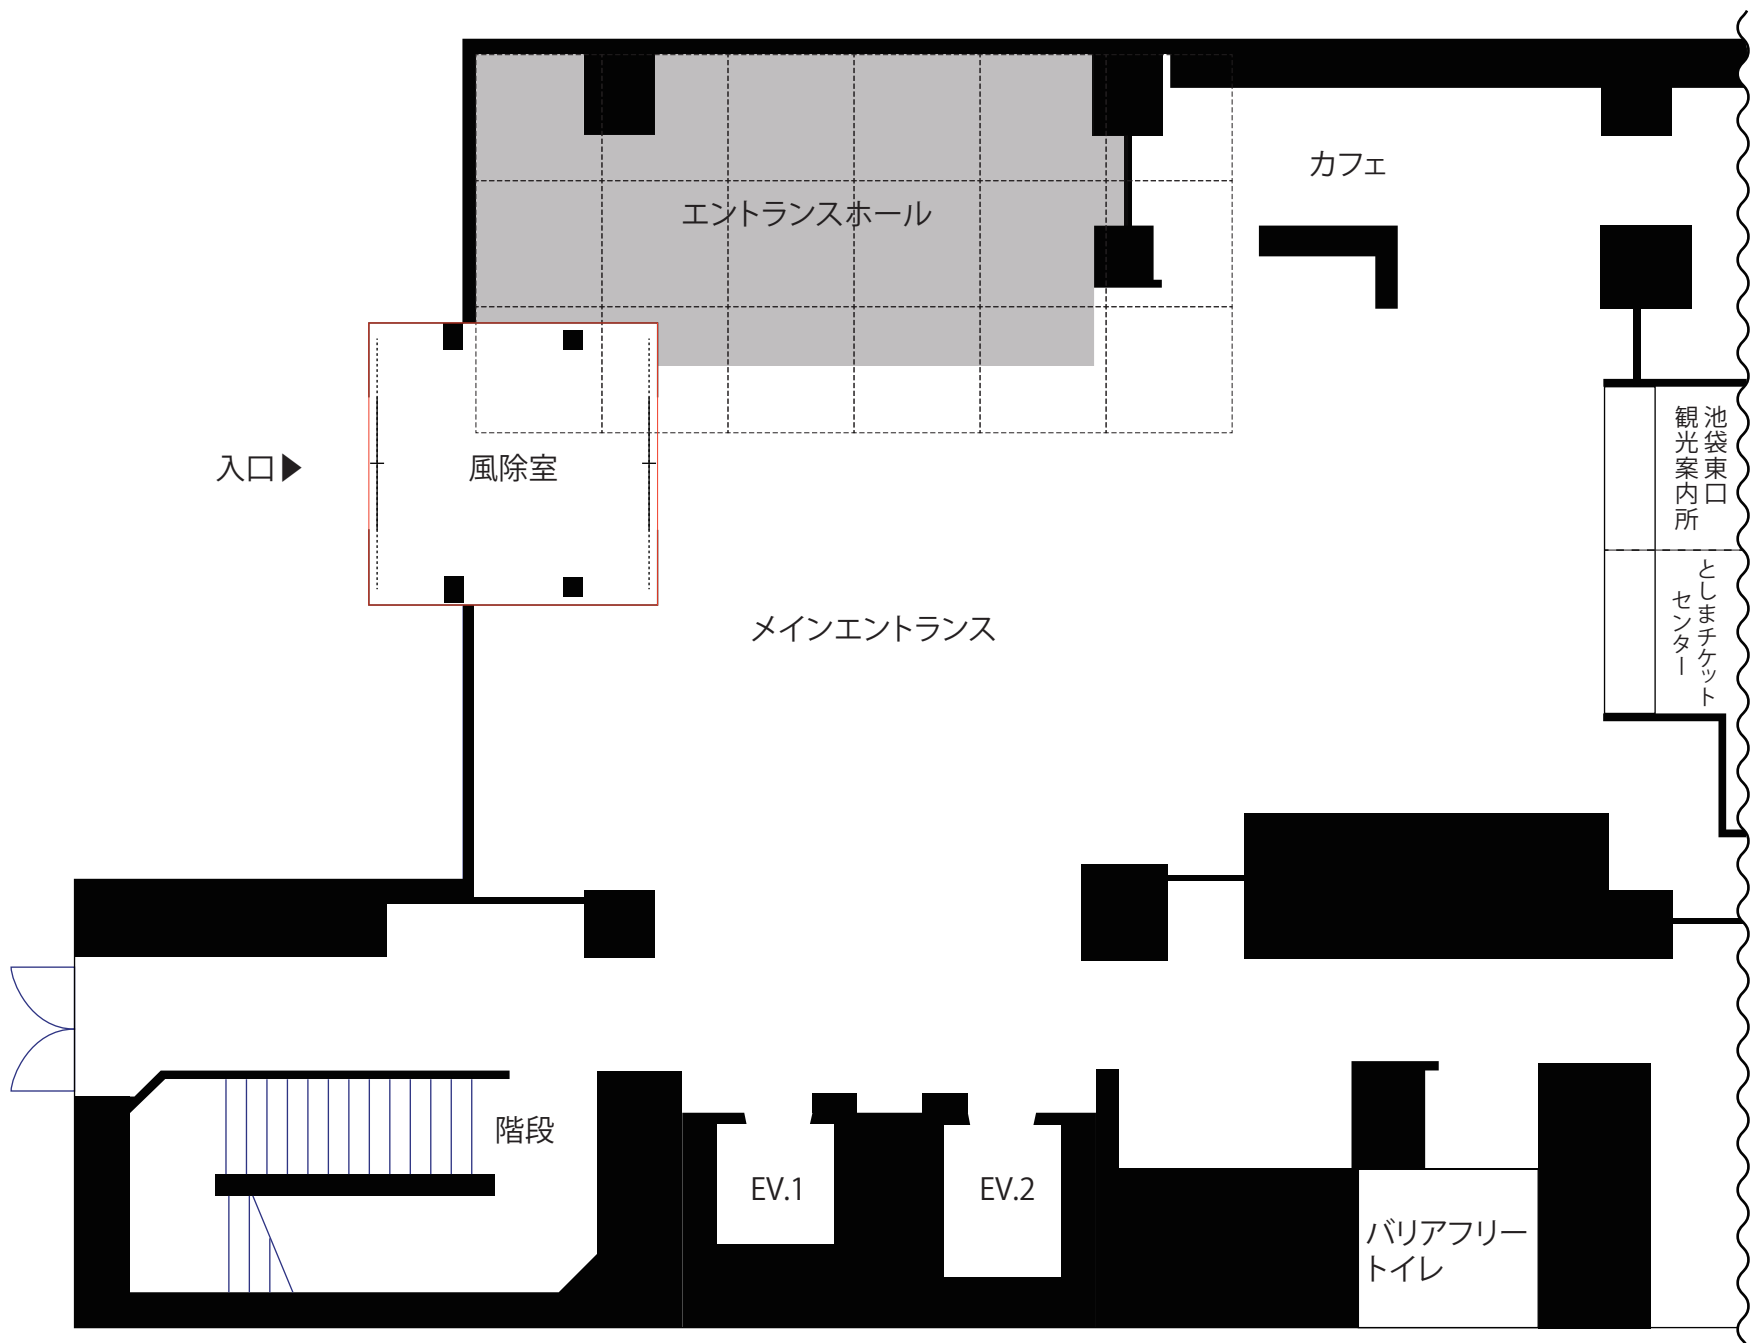 カフェ
エントランスホール
入口▶
風除室
池袋東口
観光案内所
としまチケット
センター
メインエントランス
階段
EV.1
EV.2
バリアフリー
トイレ